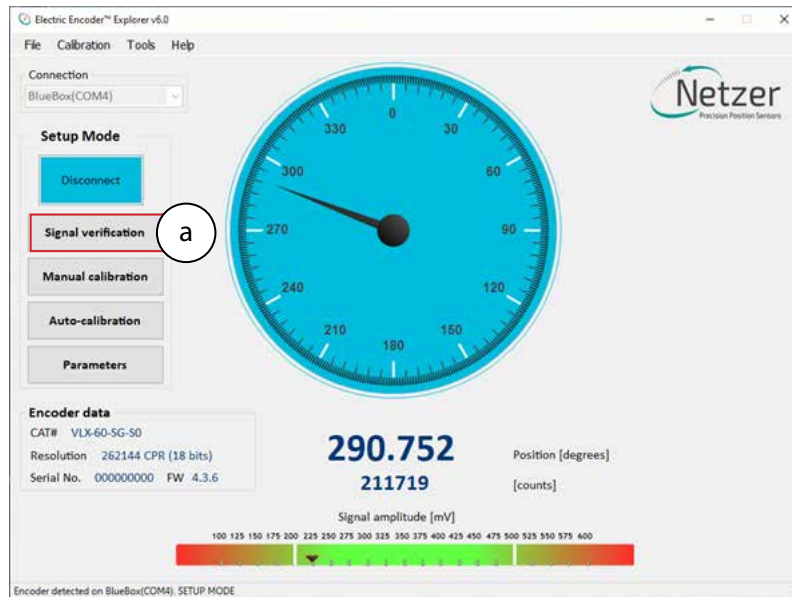 Electric Encoder™ Explorer v6.0
File Calibration Tools Help
Connection
BlueBox(COM4)
Netzer
Precision Position Sensors
Setup Mode
Disconnect
Signal verification
a
Manual calibration
Auto-calibration
Parameters
0
30
60
90
120
150
180
210
240
270
300
330
Encoder data
CAT# VLX-60-SG-S0
Resolution 262144 CPR (18 bits)
Serial No. 000000000 FW 4.3.6
290.752 Position [degrees]
211719 [counts]
Signal amplitude [mV]
100 125 150 175 200 225 250 275 300 325 350 375 400 425 450 475 500 525 550 575 600
Encoder detected on BlueBox(COM4). SETUP MODE